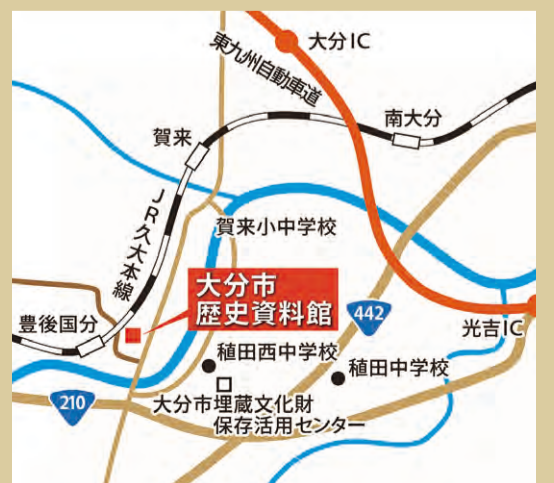 大分IC
東九州自動車道
南大分
賀来
JR久大本線
賀来小中学校
大分市
歴史資料館
442
豊後国分
光吉IC
稙田西中学校
稙田中学校
210
大分市埋蔵文化財
保存活用センター